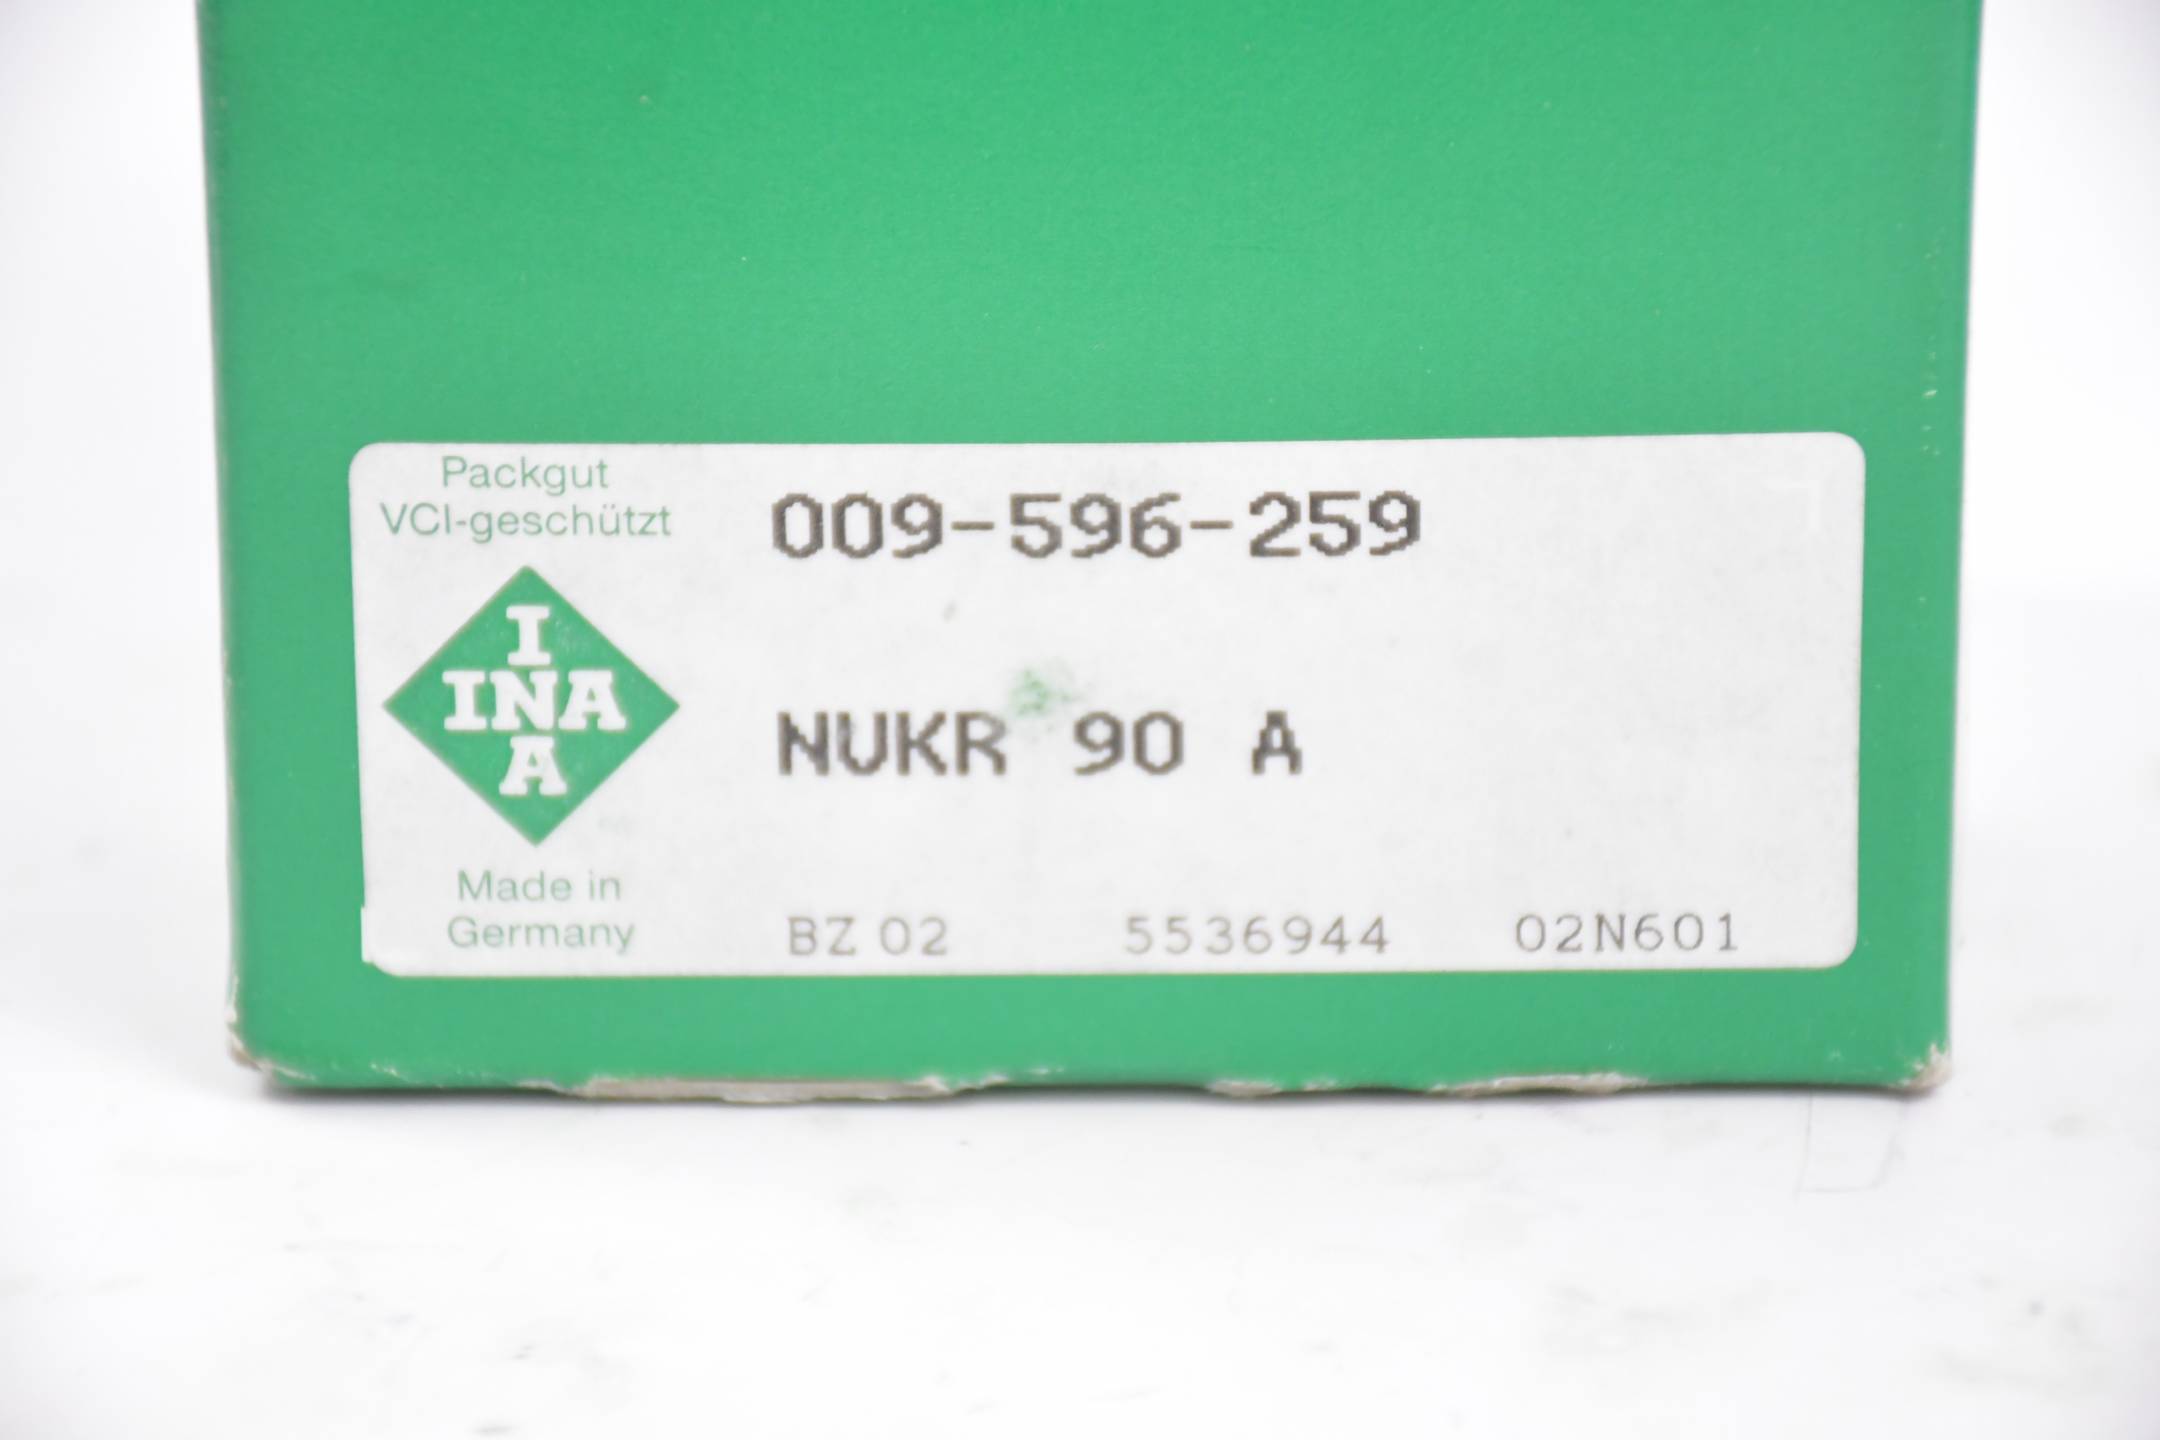 Packgut
VCI-geschützt
009-596-259
I
INA
A
NUKR 90 A
Made in
Germany
BZ 02 5536944 02N601